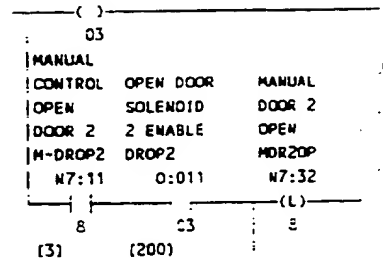 ( )
03
MANUAL
CONTROL OPEN DOOR MANUAL
OPEN SOLENOID DOOR 2
DOOR 2 2 ENABLE OPEN
M-DROP2 DROP2 MDR2OP
N7:11 O:011 N7:32
(L)
8 03 8
[3] [200]